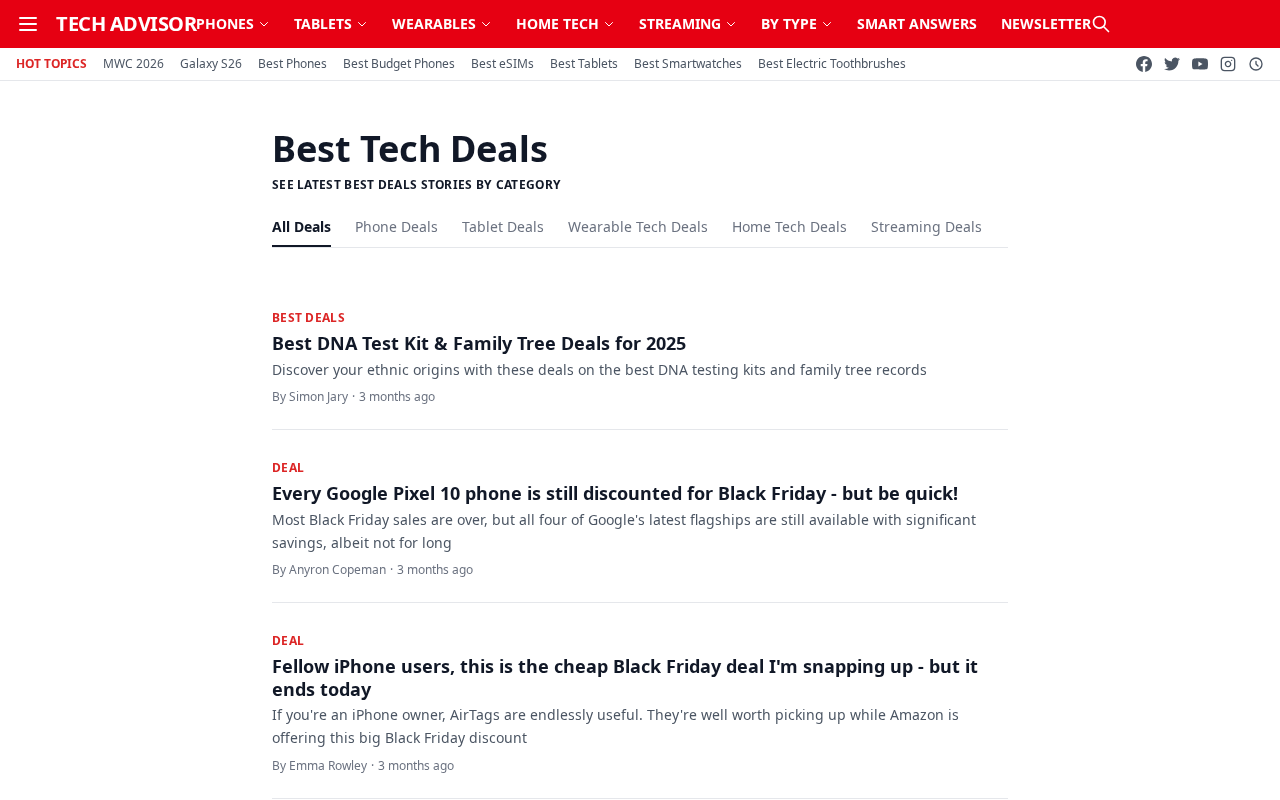 TECH ADVISOR PHONES TABLETS WEARABLES HOME TECH STREAMING BY TYPE SMART ANSWERS NEWSLETTER
HOT TOPICS MWC 2026 Galaxy S26 Best Phones Best Budget Phones Best eSIMs Best Tablets Best Smartwatches Best Electric Toothbrushes
Best Tech Deals
SEE LATEST BEST DEALS STORIES BY CATEGORY
All Deals Phone Deals Tablet Deals Wearable Tech Deals Home Tech Deals Streaming Deals
BEST DEALS
Best DNA Test Kit & Family Tree Deals for 2025
Discover your ethnic origins with these deals on the best DNA testing kits and family tree records
By Simon Jary · 3 months ago
DEAL
Every Google Pixel 10 phone is still discounted for Black Friday - but be quick!
Most Black Friday sales are over, but all four of Google's latest flagships are still available with significant
savings, albeit not for long
By Anyron Copeman · 3 months ago
DEAL
Fellow iPhone users, this is the cheap Black Friday deal I'm snapping up - but it
ends today
If you're an iPhone owner, AirTags are endlessly useful. They're well worth picking up while Amazon is
offering this big Black Friday discount
By Emma Rowley · 3 months ago